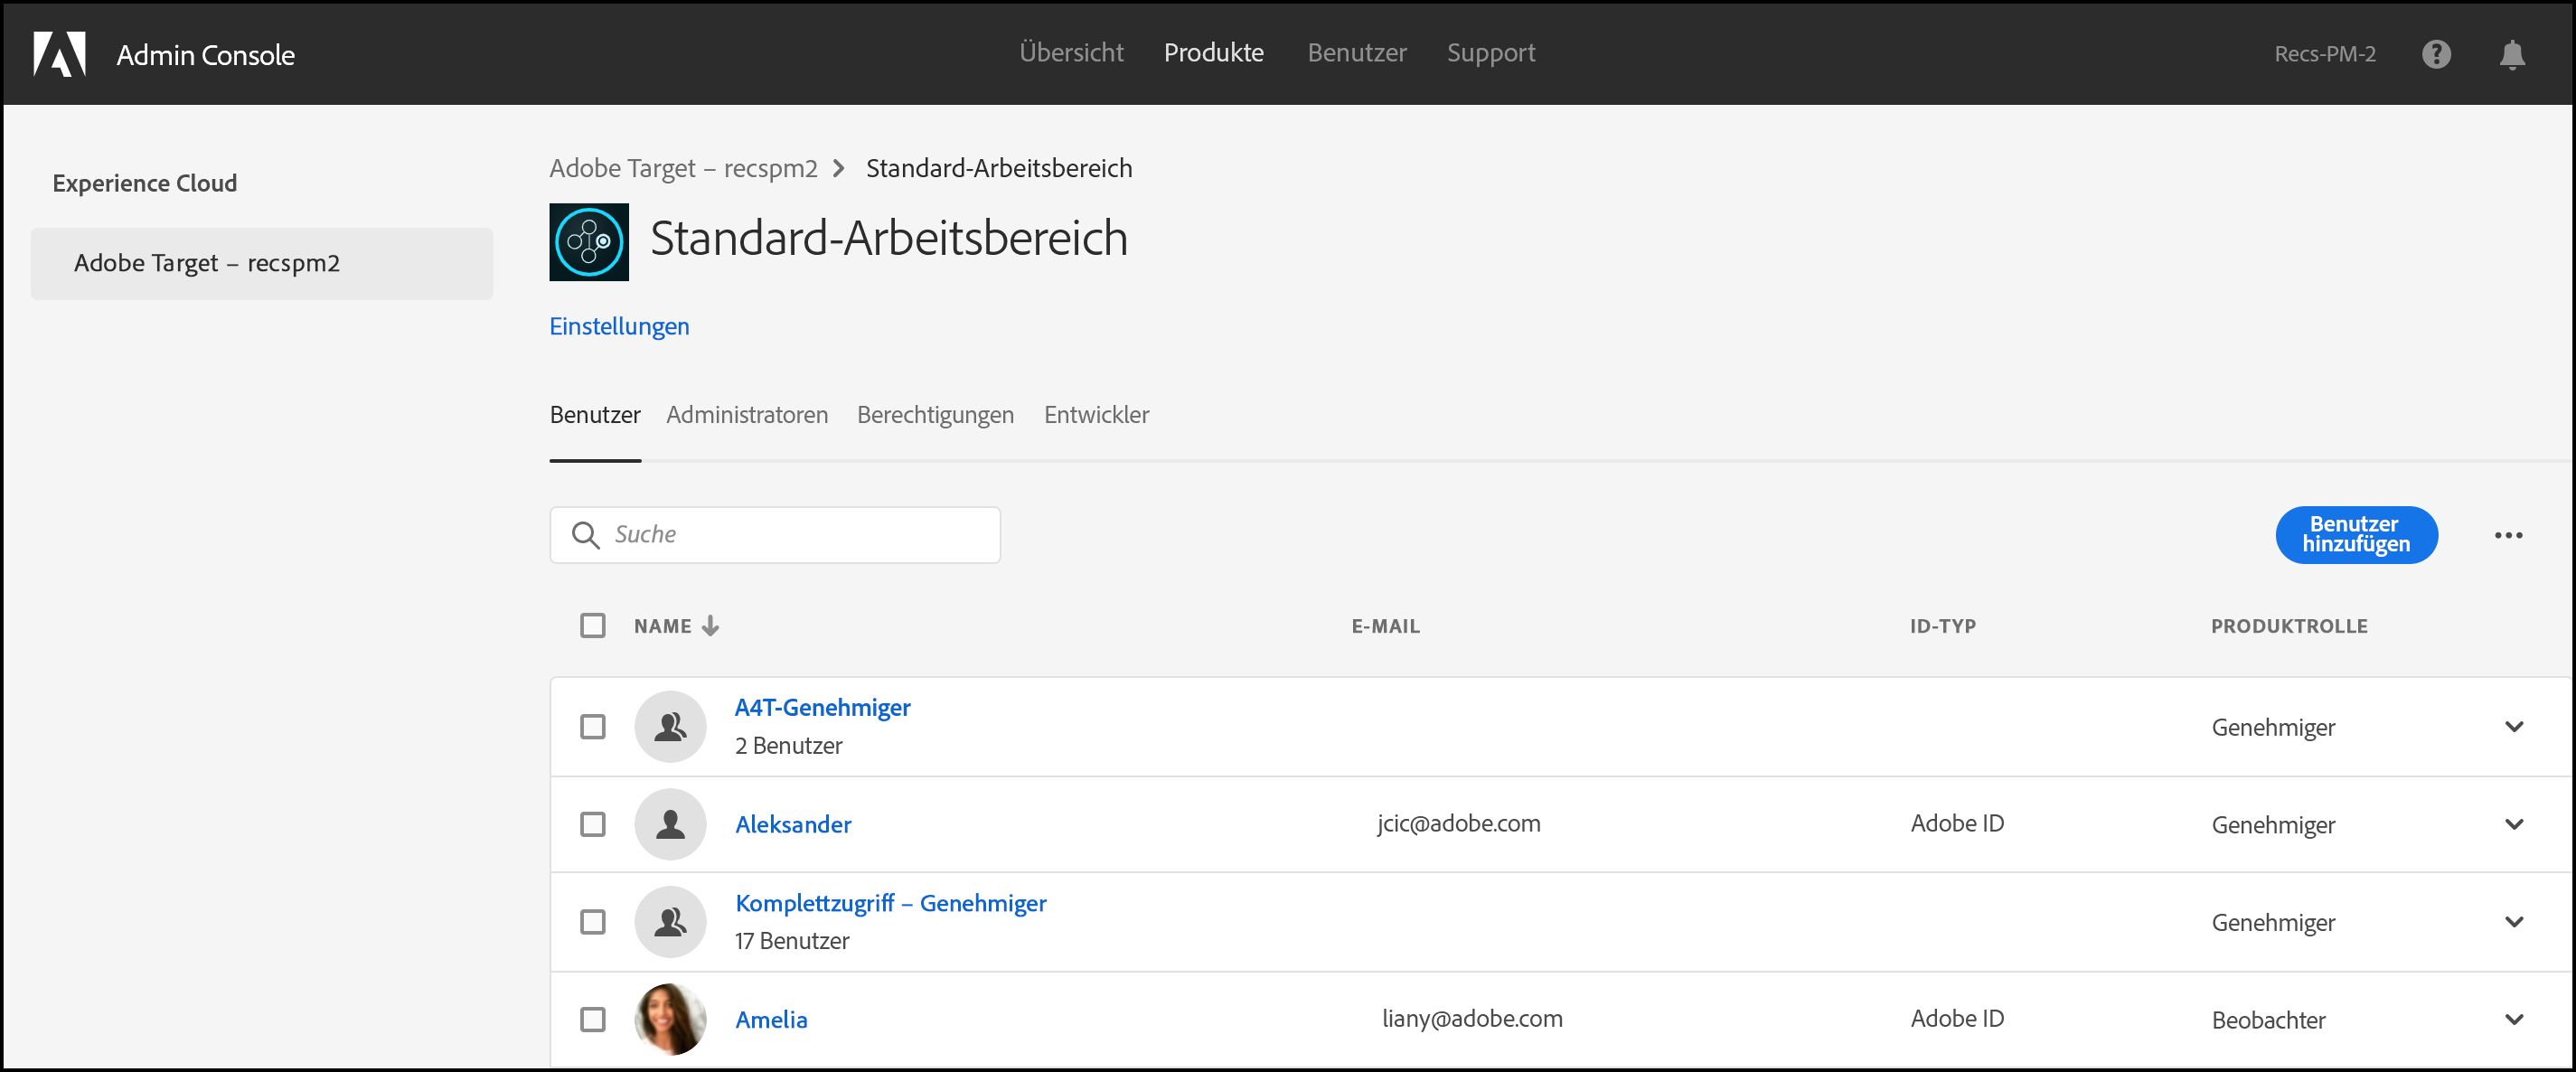 Admin Console
Übersicht Produkte Benutzer Support
Recs-PM-2
Experience Cloud
Adobe Target – recspm2
Adobe Target – recspm2 Standard-Arbeitsbereich
Standard-Arbeitsbereich
Einstellungen
Benutzer Administratoren Berechtigungen Entwickler
Suche
Benutzer
hinzufügen
NAME E-MAIL ID-TYP PRODUKTROLLE
A4T-Genehmiger
2 Benutzer
Genehmiger
Aleksander jcic@adobe.com Adobe ID Genehmiger
Komplettzugriff – Genehmiger
17 Benutzer
Genehmiger
Amelia liany@adobe.com Adobe ID Beobachter